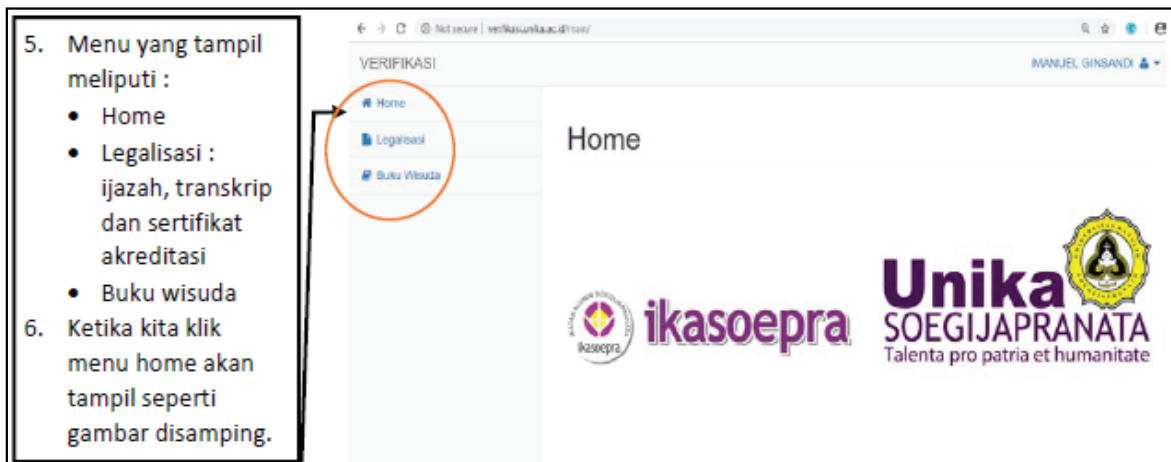 5. Menu yang tampil
meliputi :
• Home
• Legalisasi :
ijazah, transkrip
dan sertifikat
akreditasi
• Buku wisuda
6. Ketika kita klik
menu home akan
tampil seperti
gambar disamping.
Not secure | verifikasi.unika.ac.id/main/
VERIFIKASI
IMANUEL GINSANDI
Home
Legalisasi
Buku Wisuda
Home
ikasoepra
ikasoepra
Unika
SOEGIJAPRANATA
Talenta pro patria et humanitate